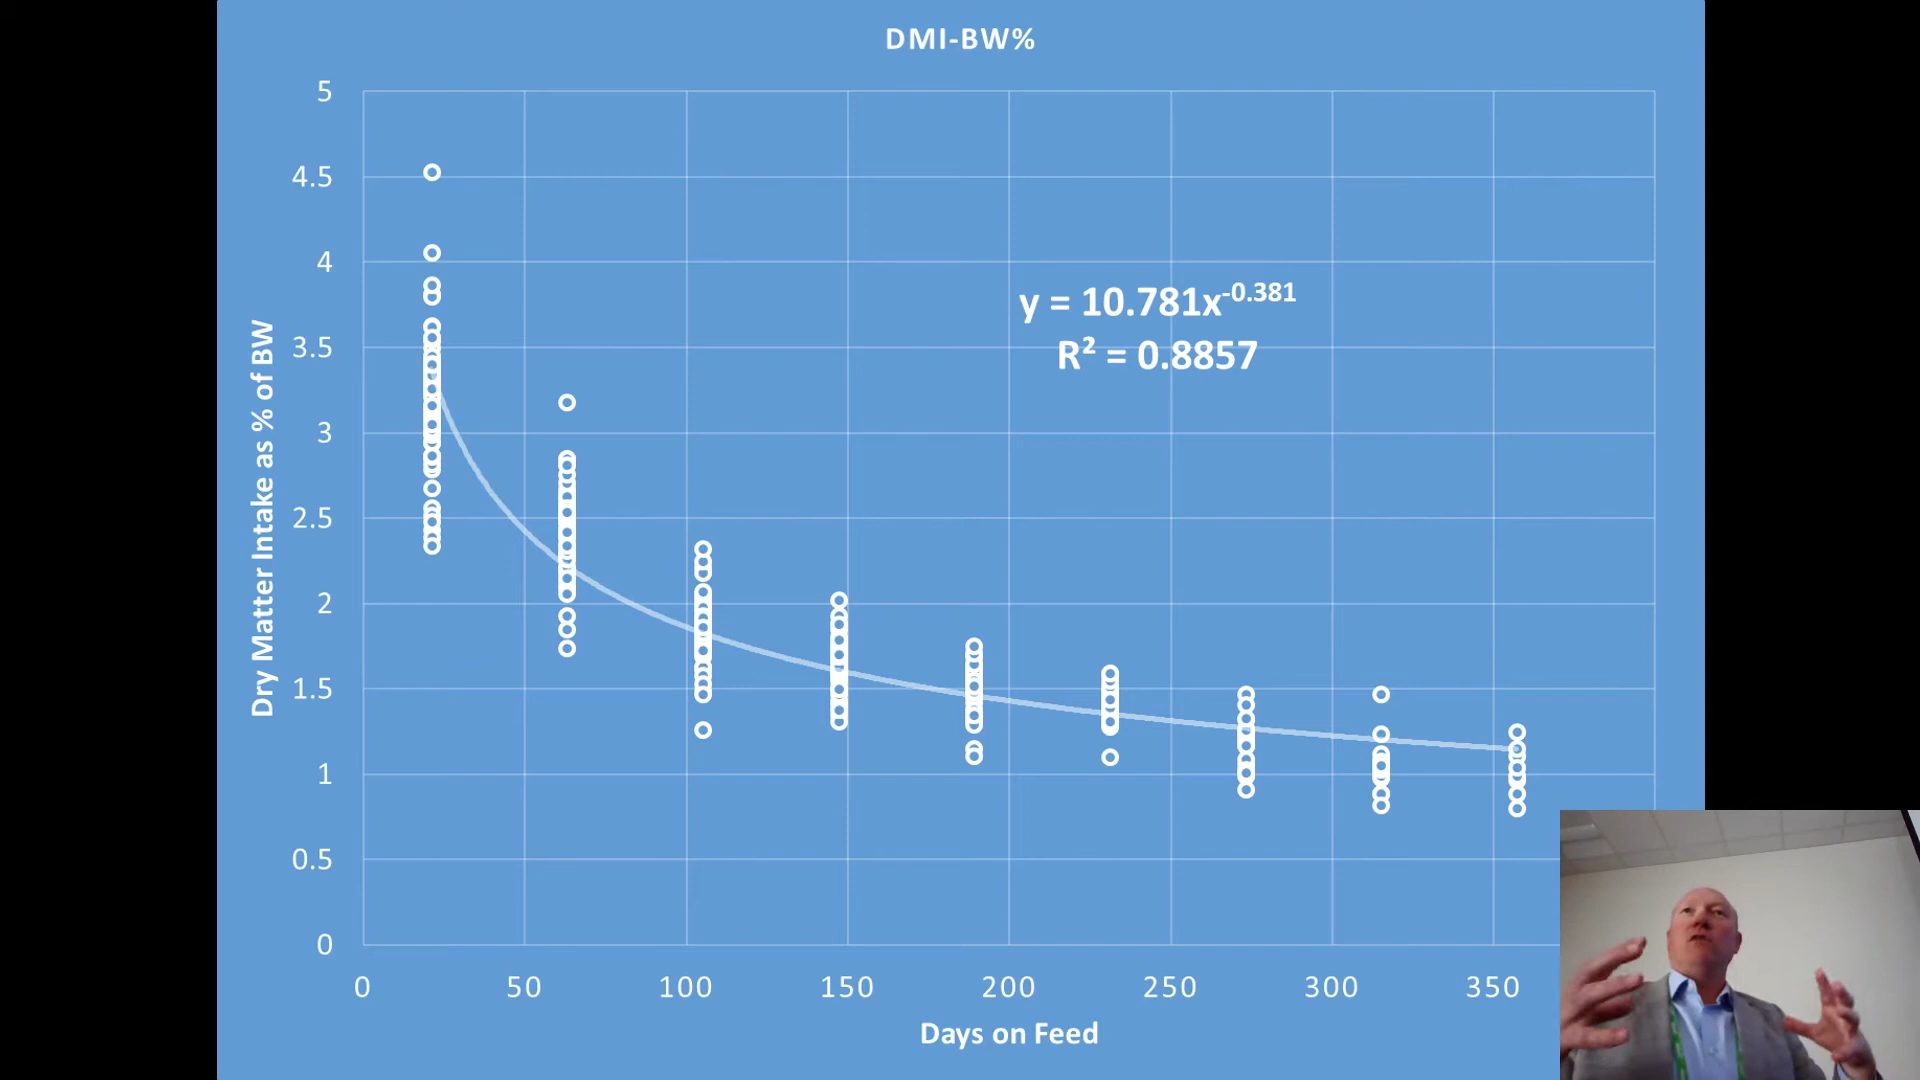 DMI-BW%
5
4.5
4
3.5
3
2.5
2
1.5
1
0.5
0
Dry Matter Intake as % of BW
y = 10.781x^-0.381
R² = 0.8857
0 50 100 150 200 250 300 350
Days on Feed